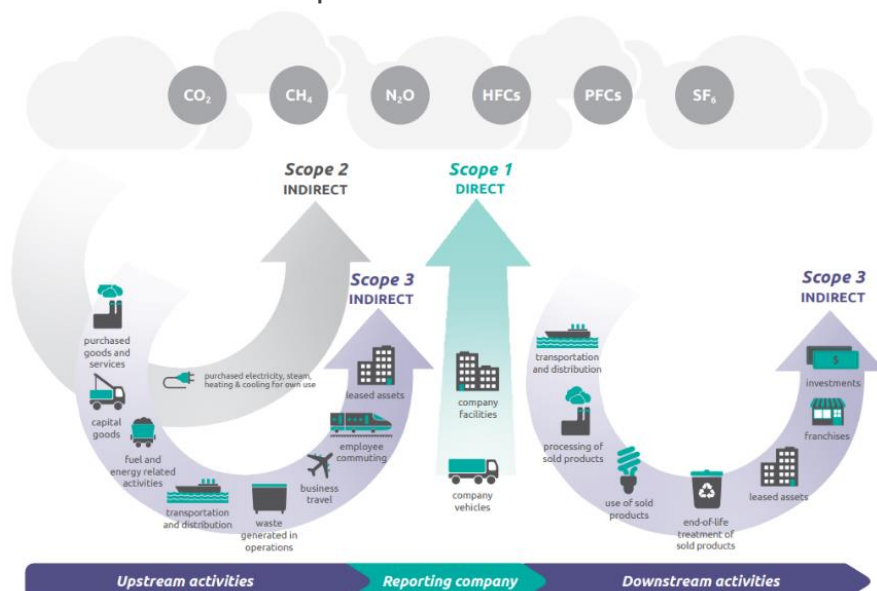 CO₂
CH₄
N₂O
HFCs
PFCs
SF₆
Scope 2
INDIRECT
Scope 1
DIRECT
Scope 3
INDIRECT
Scope 3
INDIRECT
purchased
goods and
services
capital
goods
fuel and
energy related
activities
purchased electricity, steam,
heating & cooling for own use
transportation
and distribution
waste
generated in
operations
business
travel
employee
commuting
leased assets
company
facilities
company
vehicles
transportation
and distribution
processing of
sold products
use of sold
products
end-of-life
treatment of
sold products
leased assets
franchises
$
investments
Upstream activities
Reporting company
Downstream activities